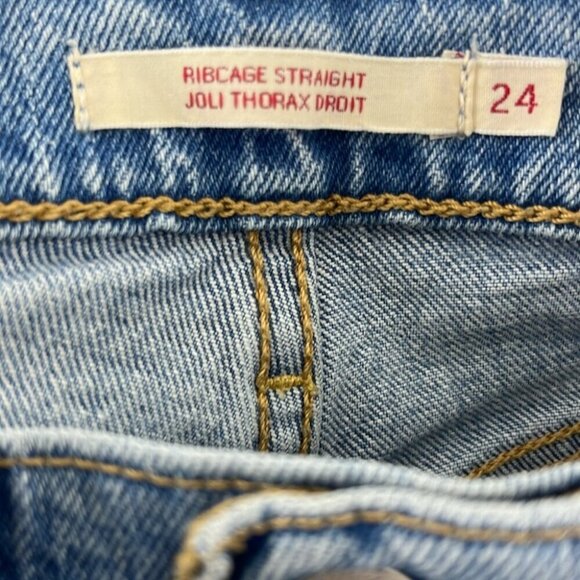 RIBCAGE STRAIGHT
JOLI THORAX DROIT
24